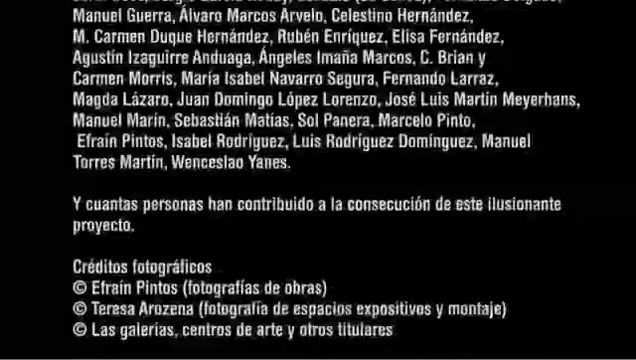 Manuel Guerra, Álvaro Marcos Arvelo, Celestino Hernández,
M. Carmen Duque Hernández, Rubén Enríquez, Elisa Fernández,
Agustín Izaguirre Anduaga, Ángeles Imaña Marcos, C. Brian y
Carmen Morris, María Isabel Navarro Segura, Fernando Larraz,
Magda Lázaro, Juan Domingo López Lorenzo, José Luis Martín Meyerhans,
Manuel Marín, Sebastián Matías, Sol Panera, Marcelo Pinto,
Efraín Pintos, Isabel Rodríguez, Luis Rodríguez Domínguez, Manuel
Torres Martín, Wenceslao Yanes.
Y cuantas personas han contribuido a la consecución de este ilusionante
proyecto.
Créditos fotográficos
© Efraín Pintos (fotografías de obras)
© Teresa Arozena (fotografía de espacios expositivos y montaje)
© Las galerías, centros de arte y otros titulares